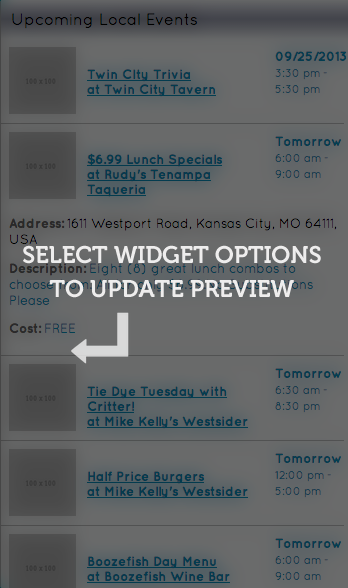 Upcoming Local Events
100 x 100
Twin City Trivia
at Twin City Tavern
09/25/2013
3:30 pm -
5:30 pm
100 x 100
$6.99 Lunch Specials
at Rudy's Tenampa
Taqueria
Tomorrow
6:00 am -
9:00 am
Address: 1611 Westport Road, Kansas City, MO 64111,
USA
SELECT WIDGET OPTIONS
TO UPDATE PREVIEW
Description: Eight (8) great lunch combos to
choose from.
Please
Cost: FREE
100 x 100
Tie Dye Tuesday with
Critter!
at Mike Kelly's Westsider
Tomorrow
6:30 am -
8:30 pm
100 x 100
Half Price Burgers
at Mike Kelly's Westsider
Tomorrow
12:00 pm -
5:00 pm
100 x 100
Boozefish Day Menu
at Boozefish Wine Bar
Tomorrow
6:00 am -
9:00 am